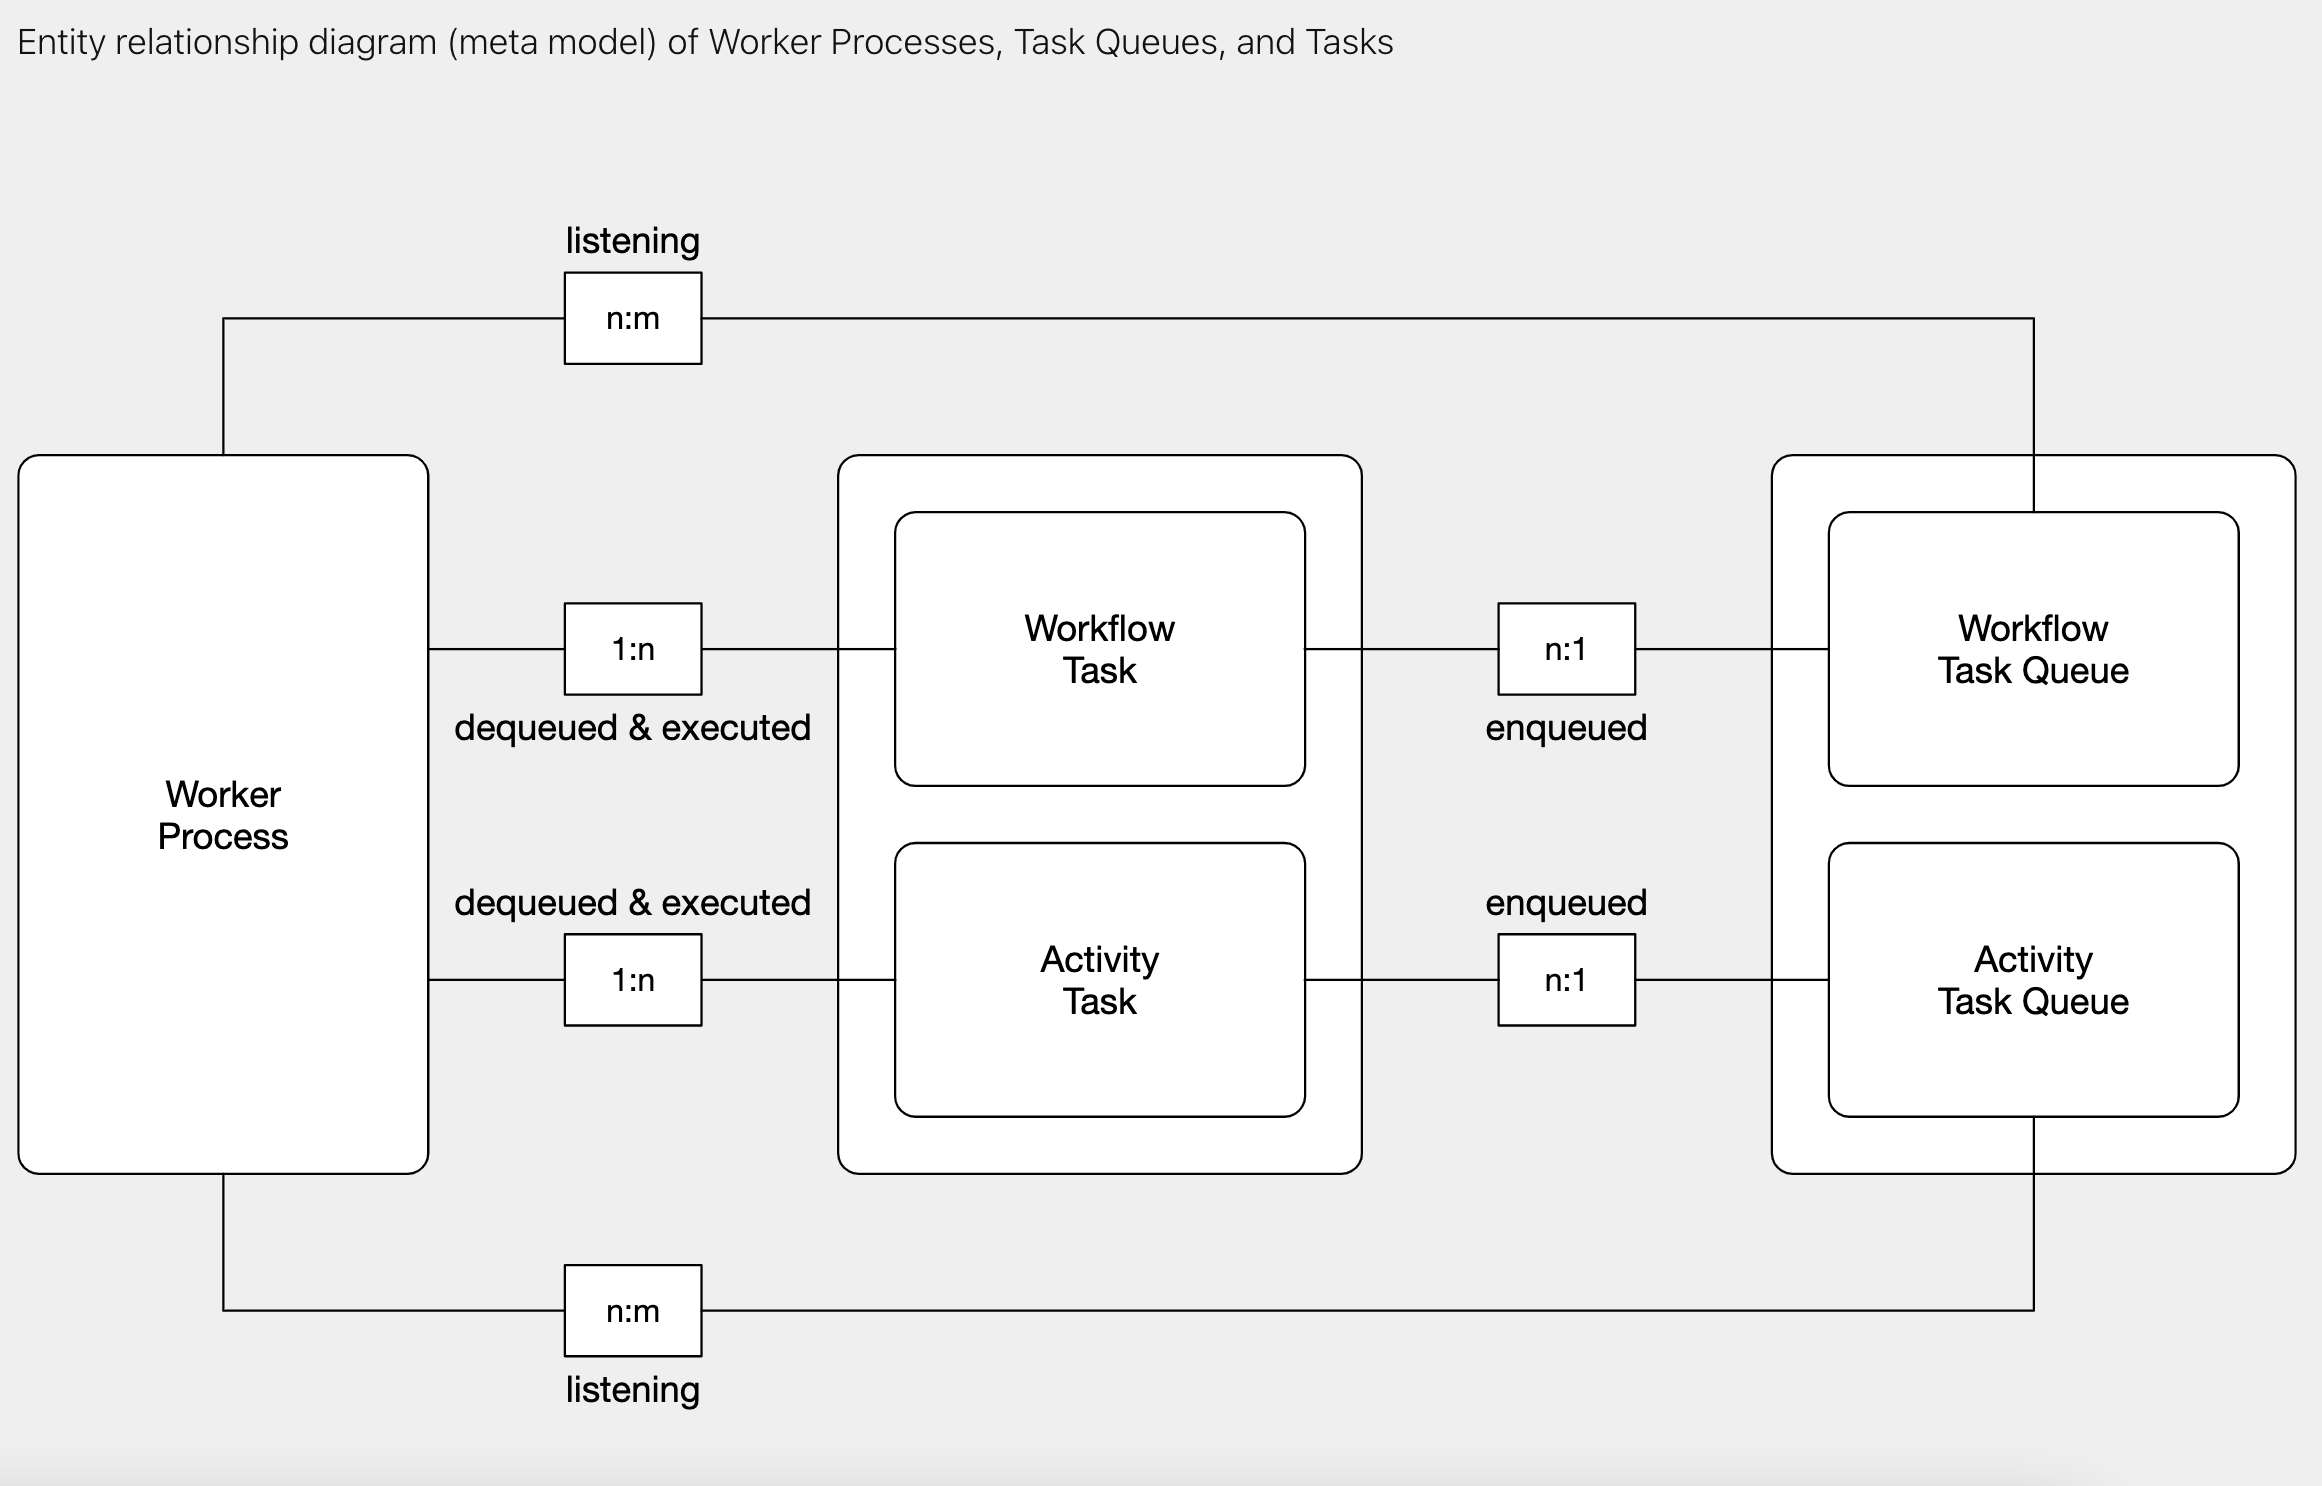 Entity relationship diagram (meta model) of Worker Processes, Task Queues, and Tasks
listening
n:m
1:n
dequeued & executed
Workflow
Task
n:1
enqueued
Workflow
Task Queue
Worker
Process
dequeued & executed
1:n
Activity
Task
enqueued
n:1
Activity
Task Queue
n:m
listening